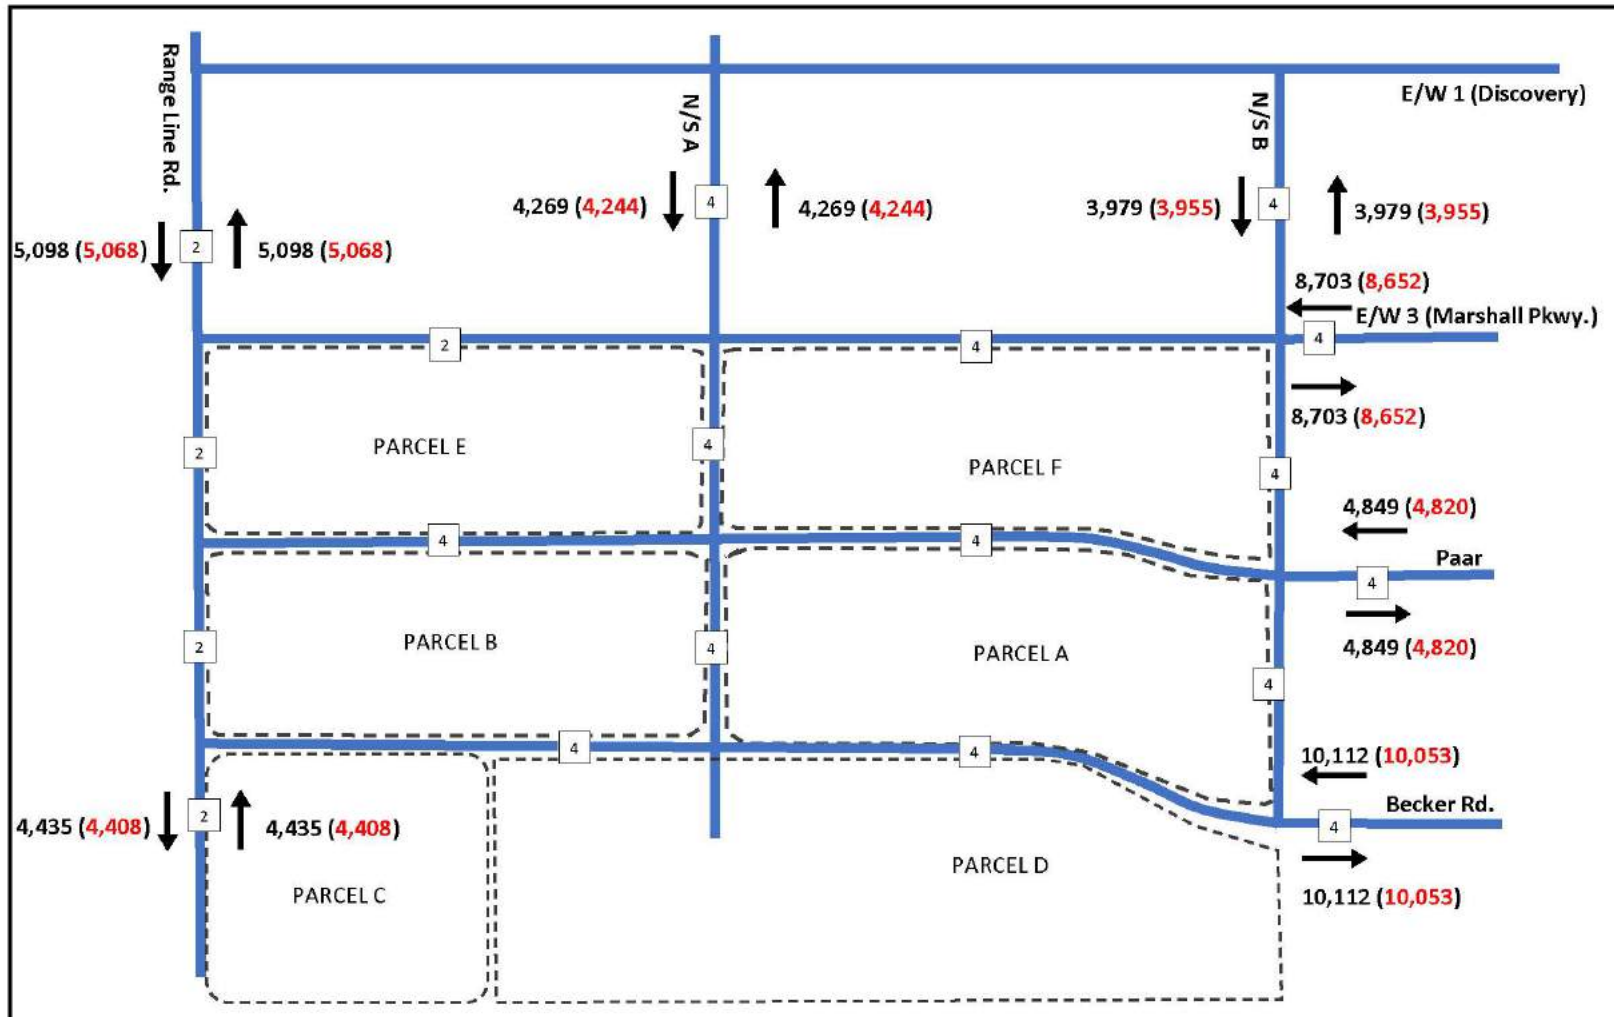 E/W 1 (Discovery)
Range Line Rd.
N/S A
N/S B
4,269 (4,244)
4
4,269 (4,244)
3,979 (3,955)
4
3,979 (3,955)
5,098 (5,068)
2
5,098 (5,068)
8,703 (8,652)
E/W 3 (Marshall Pkwy.)
2
4
4
8,703 (8,652)
PARCEL E
2
4
PARCEL F
4
4,849 (4,820)
4
4
Paar
4
4,849 (4,820)
PARCEL B
2
4
PARCEL A
4
4
4
10,112 (10,053)
Becker Rd.
4,435 (4,408)
2
4,435 (4,408)
4
PARCEL C
PARCEL D
10,112 (10,053)